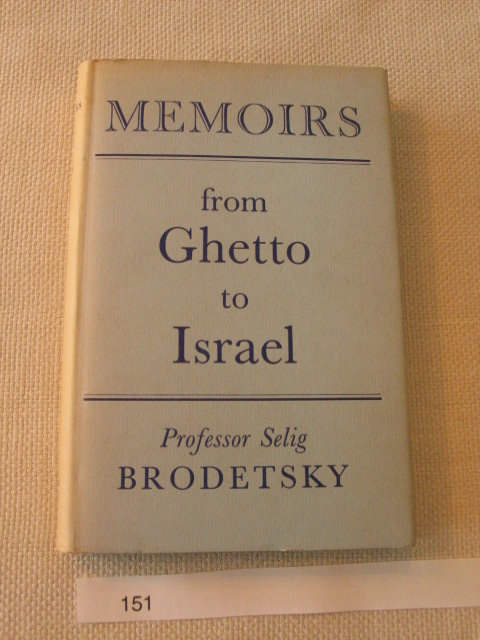 MEMOIRS
from
Ghetto
to
Israel
Professor Selig
BRODETSKY
151